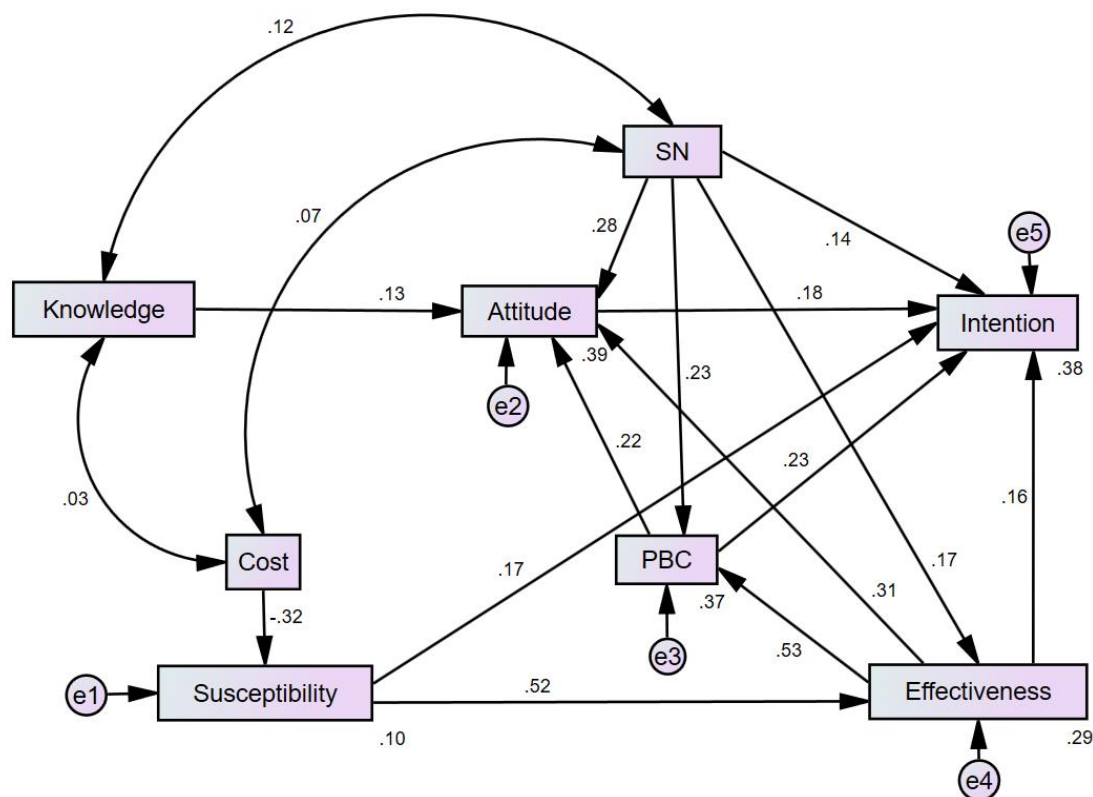 .12
SN
.07
.28
.14
e5
Knowledge
.13
Attitude
.18
Intention
.39
.38
e2
.23
.22
.23
.03
.16
Cost
.17
PBC
.17
.37
.31
-.32
e3
.53
e1
Susceptibility
.52
Effectiveness
.10
.29
e4